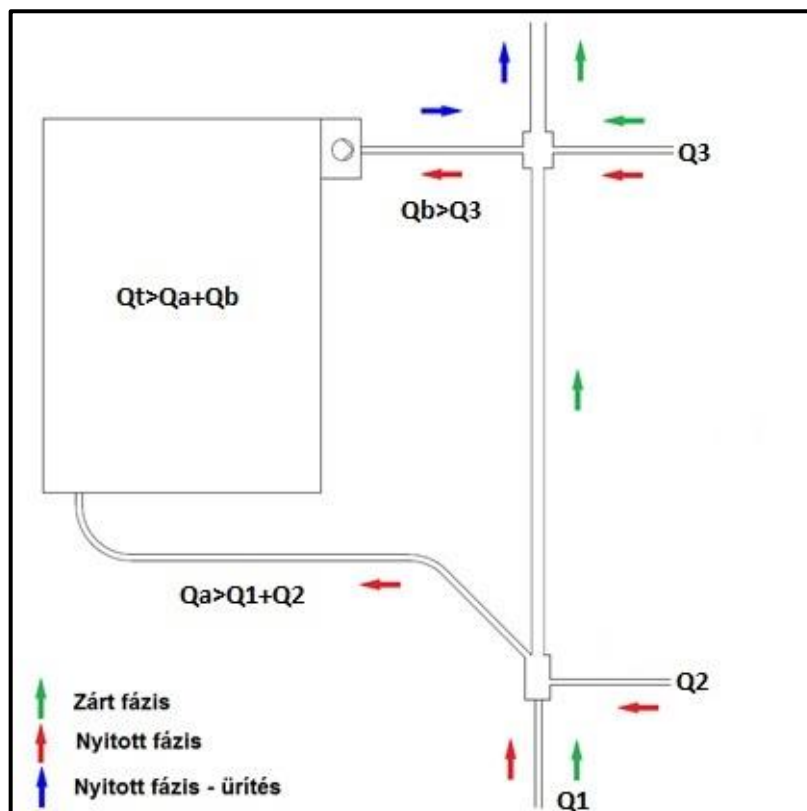 Q3
Qb>Q3
Qt>Qa+Qb
Qa>Q1+Q2
Q2
Zárt fázis
Nyitott fázis
Nyitott fázis - ürítés
Q1